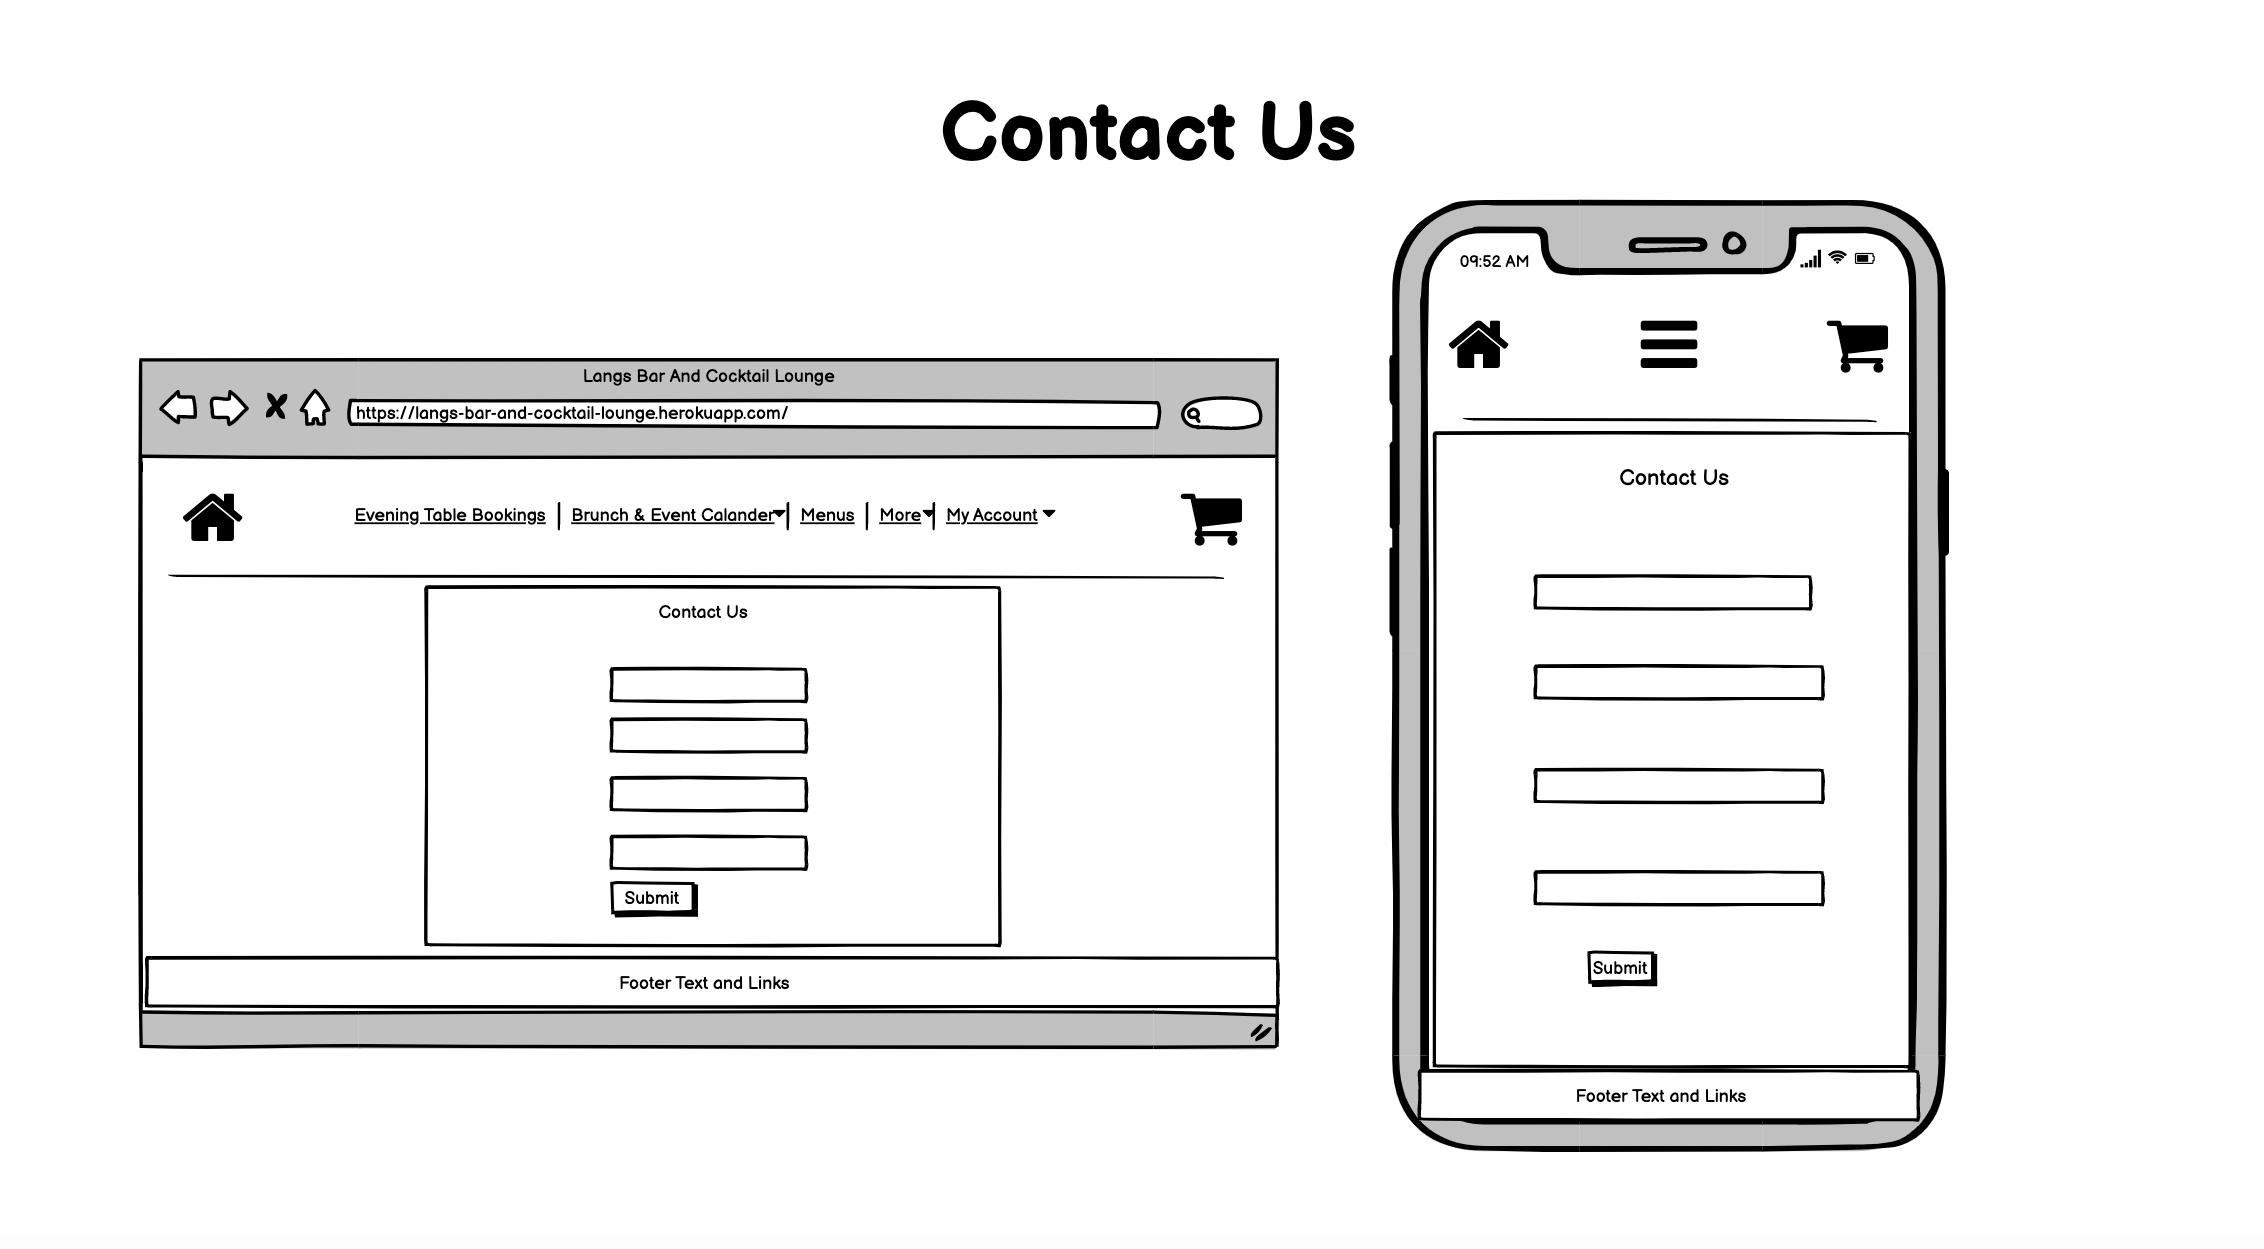 Contact Us
Langs Bar And Cocktail Lounge
https://langs-bar-and-cocktail-lounge.herokuapp.com/
Evening Table Bookings | Brunch & Event Calander | Menus | More | My Account
Contact Us
Submit
Footer Text and Links
09:52 AM
Contact Us
Submit
Footer Text and Links